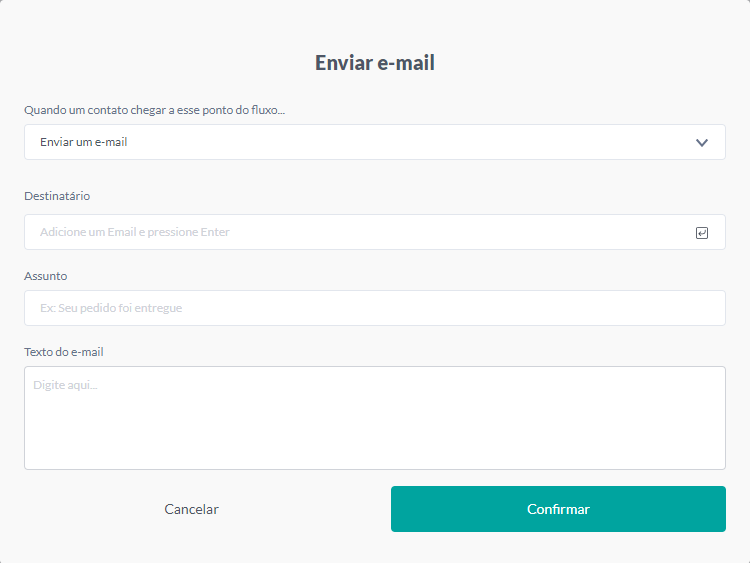 Enviar e-mail
Quando um contato chegar a esse ponto do fluxo...
Enviar um e-mail
Destinatário
Adicione um Email e pressione Enter
Assunto
Ex: Seu pedido foi entregue
Texto do e-mail
Digite aqui...
Cancelar
Confirmar